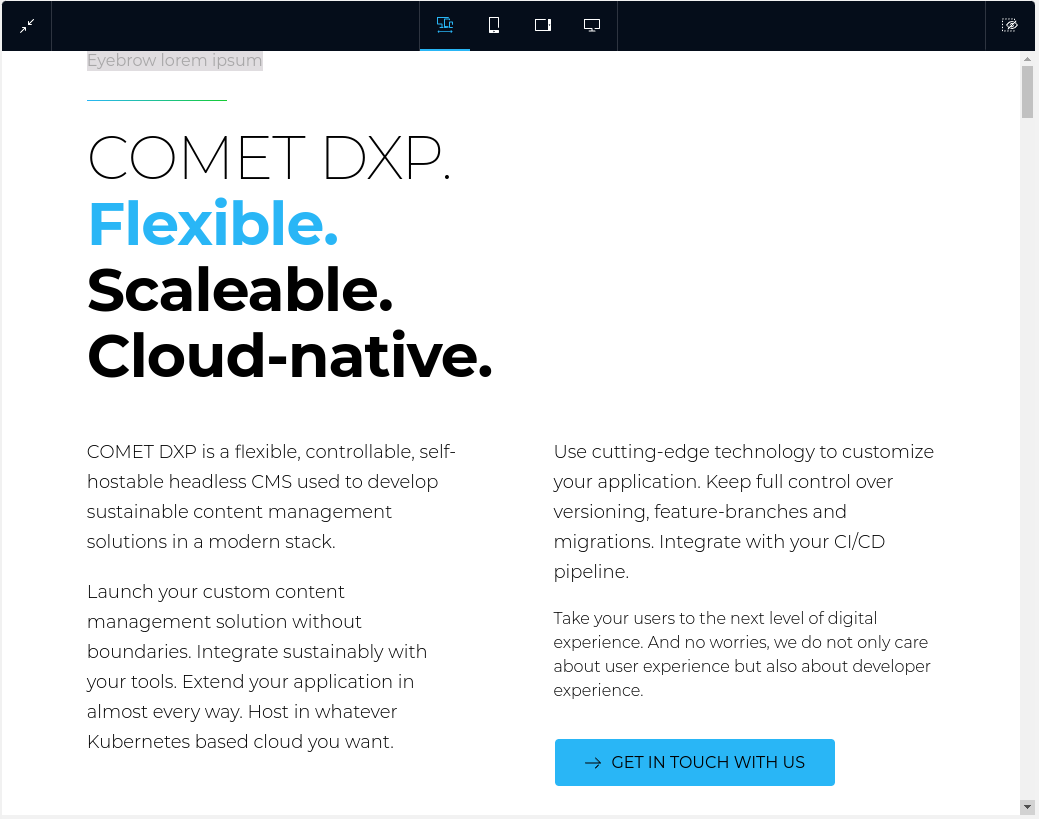 Eyebrow lorem ipsum
COMET DXP.
Flexible.
Scaleable.
Cloud-native.
COMET DXP is a flexible, controllable, self-
hostable headless CMS used to develop
sustainable content management
solutions in a modern stack.
Launch your custom content
management solution without
boundaries. Integrate sustainably with
your tools. Extend your application in
almost every way. Host in whatever
Kubernetes based cloud you want.
Use cutting-edge technology to customize
your application. Keep full control over
versioning, feature-branches and
migrations. Integrate with your CI/CD
pipeline.
Take your users to the next level of digital
experience. And no worries, we do not only care
about user experience but also about developer
experience.
GET IN TOUCH WITH US